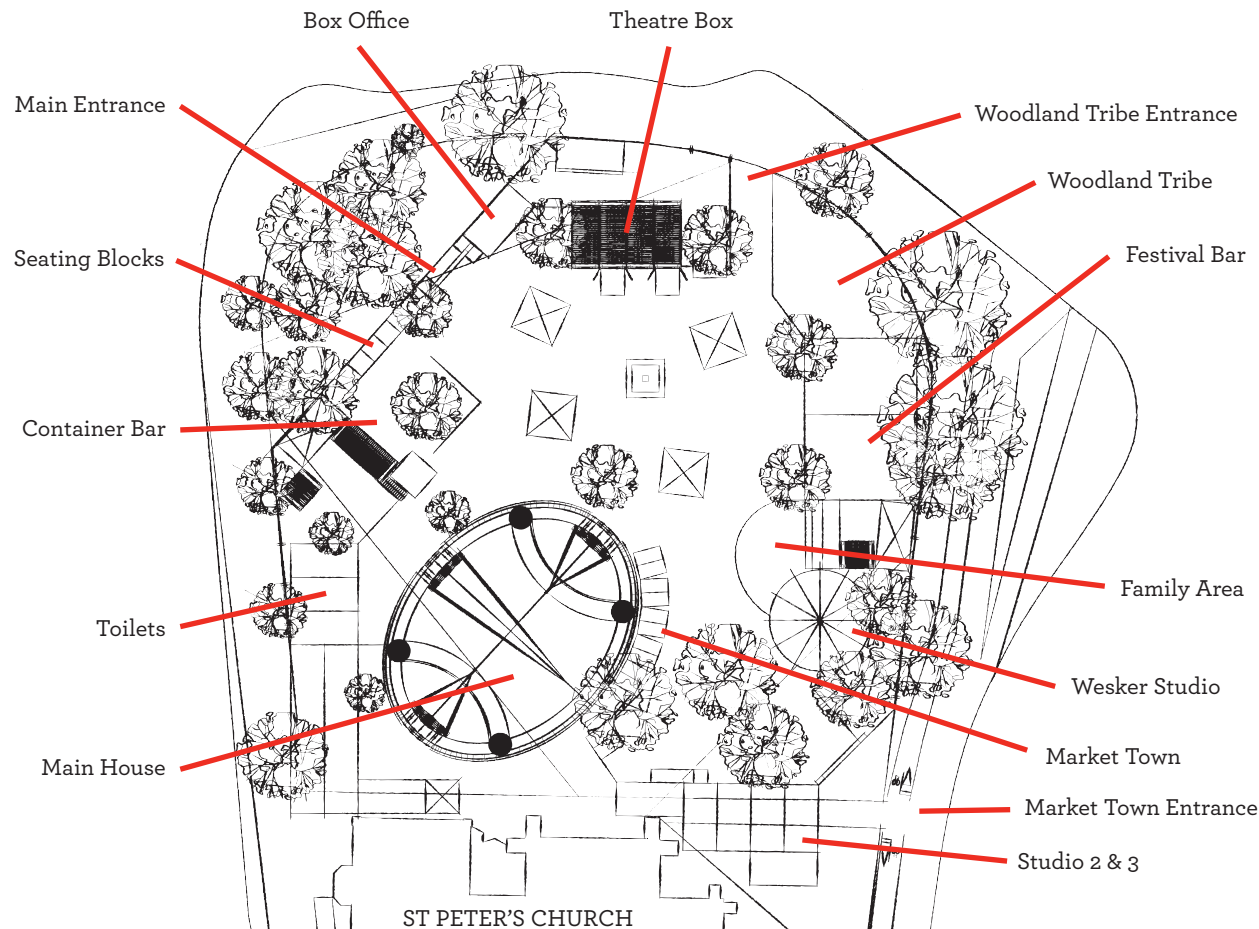 Box Office
Theatre Box
Main Entrance
Woodland Tribe Entrance
Woodland Tribe
Seating Blocks
Festival Bar
Container Bar
Family Area
Toilets
Wesker Studio
Market Town
Main House
Market Town Entrance
Studio 2 & 3
ST PETER'S CHURCH